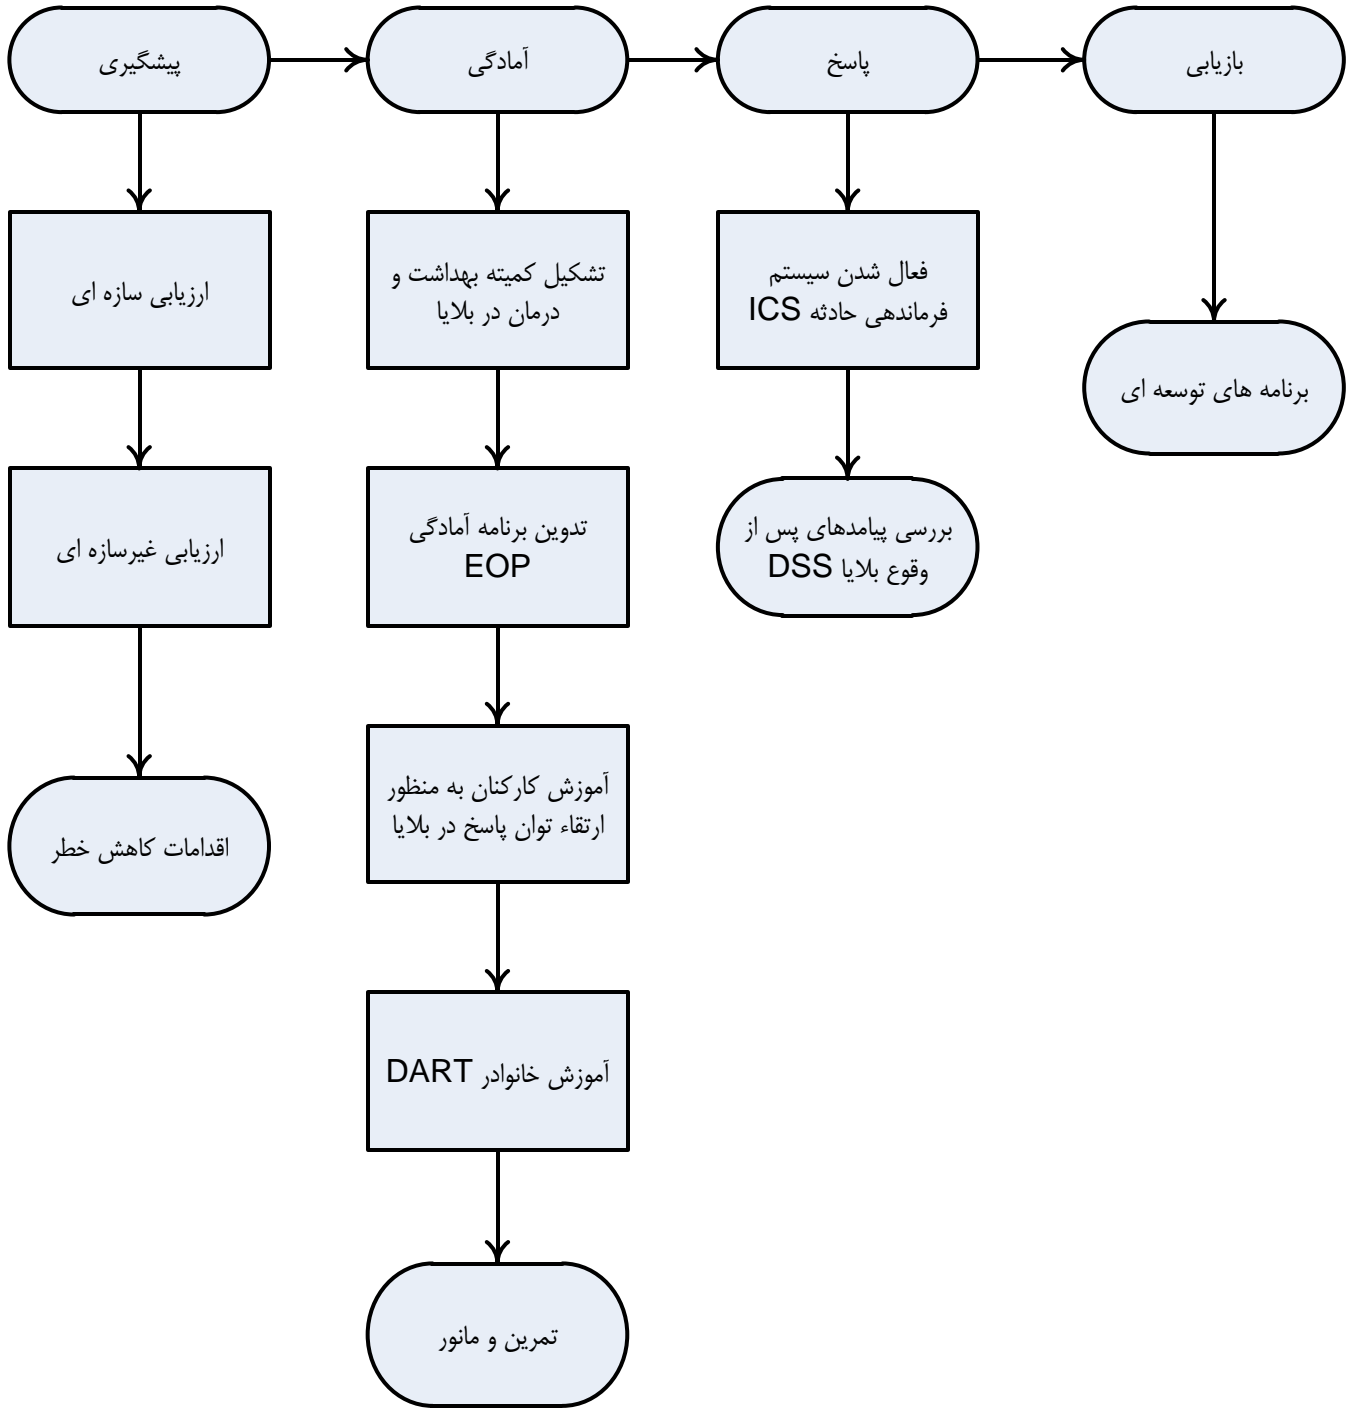 پیشگیری
آمادگی
پاسخ
بازیابی
ارزیابی سازه ای
ارزیابی غیرسازه ای
اقدامات کاهش خطر
تشکیل کمیته بهداشت و
درمان در بلایا
تدوین برنامه آمادگی
EOP
آموزش کارکنان به منظور
ارتقاء توان پاسخ در بلایا
آموزش خانوادر DART
تمرین و مانور
فعال شدن سیستم
فرماندهی حادثه ICS
بررسی پیامدهای پس از
وقوع بلایا DSS
برنامه های توسعه ای